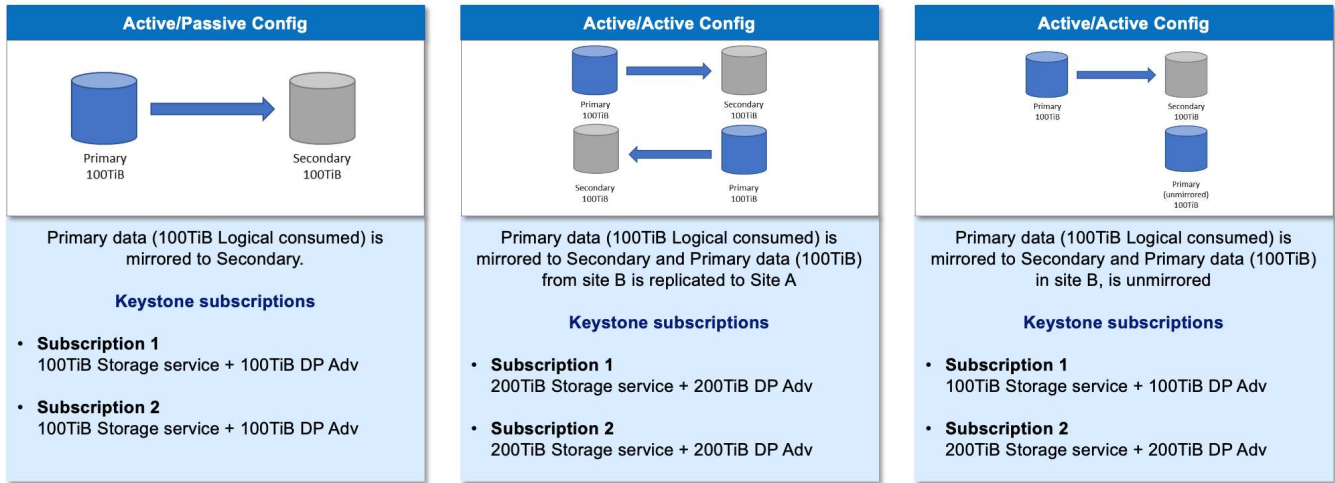 Active/Passive Config
Primary
100TiB
Secondary
100TiB
Primary data (100TiB Logical consumed) is
mirrored to Secondary.
Keystone subscriptions
• Subscription 1
100TiB Storage service + 100TiB DP Adv
• Subscription 2
100TiB Storage service + 100TiB DP Adv
Active/Active Config
Primary
100TiB
Secondary
100TiB
Secondary
100TiB
Primary
100TiB
Primary data (100TiB Logical consumed) is
mirrored to Secondary and Primary data (100TiB)
from site B is replicated to Site A
Keystone subscriptions
• Subscription 1
200TiB Storage service + 200TiB DP Adv
• Subscription 2
200TiB Storage service + 200TiB DP Adv
Active/Active Config
Primary
100TiB
Secondary
100TiB
Primary
(unmirrored)
100TiB
Primary data (100TiB Logical consumed) is
mirrored to Secondary and Primary data (100TiB)
in site B, is unmirrored
Keystone subscriptions
• Subscription 1
100TiB Storage service + 100TiB DP Adv
• Subscription 2
200TiB Storage service + 200TiB DP Adv